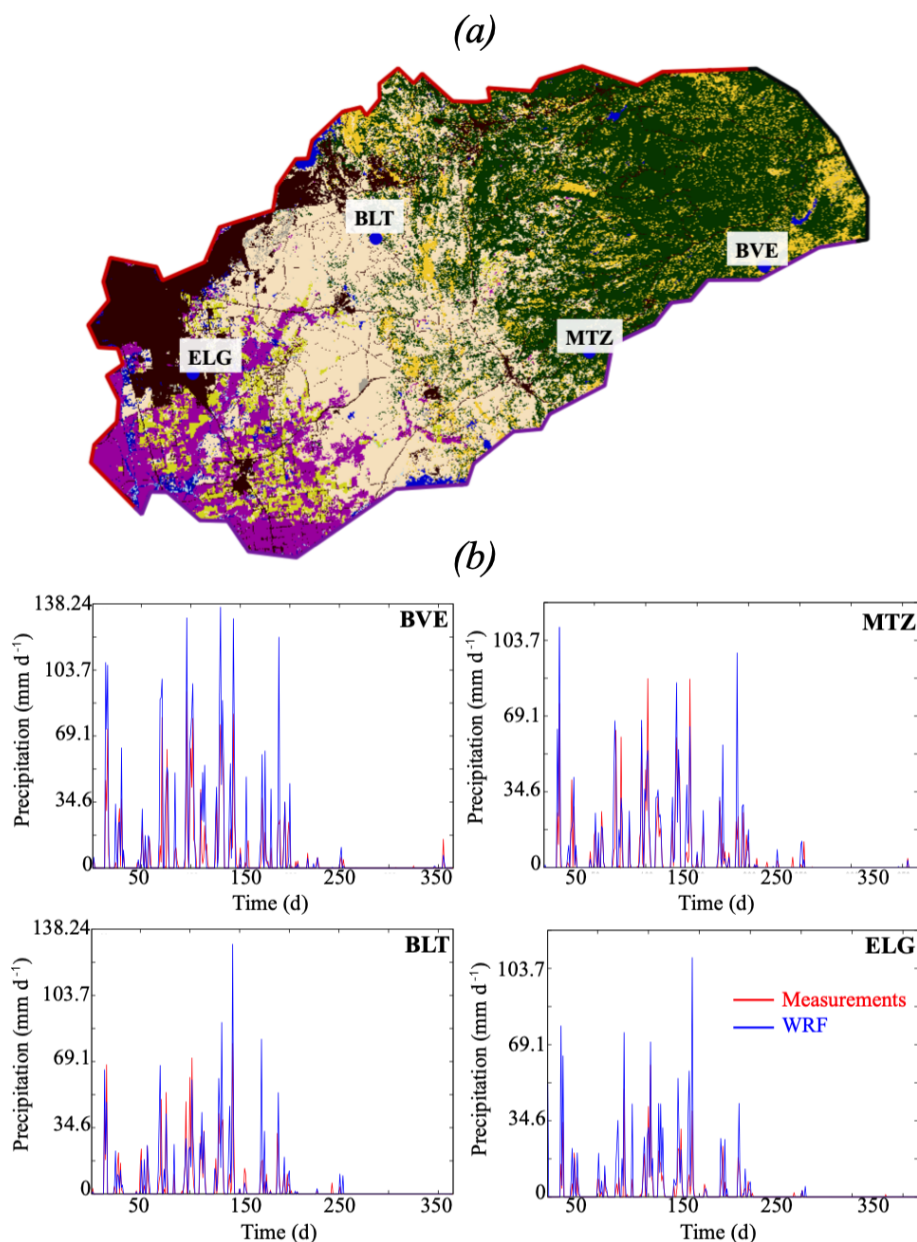 (a)
BLT
BVE
MTZ
ELG
(b)
138.24
103.7
69.1
34.6
0
Precipitation (mm d⁻¹)
BVE
50
150
250
350
Time (d)
103.7
69.1
34.6
0
Precipitation (mm d⁻¹)
MTZ
50
150
250
350
Time (d)
138.24
103.7
69.1
34.6
0
Precipitation (mm d⁻¹)
BLT
50
150
250
350
Time (d)
103.7
69.1
34.6
0
Precipitation (mm d⁻¹)
ELG
Measurements
WRF
50
150
250
350
Time (d)